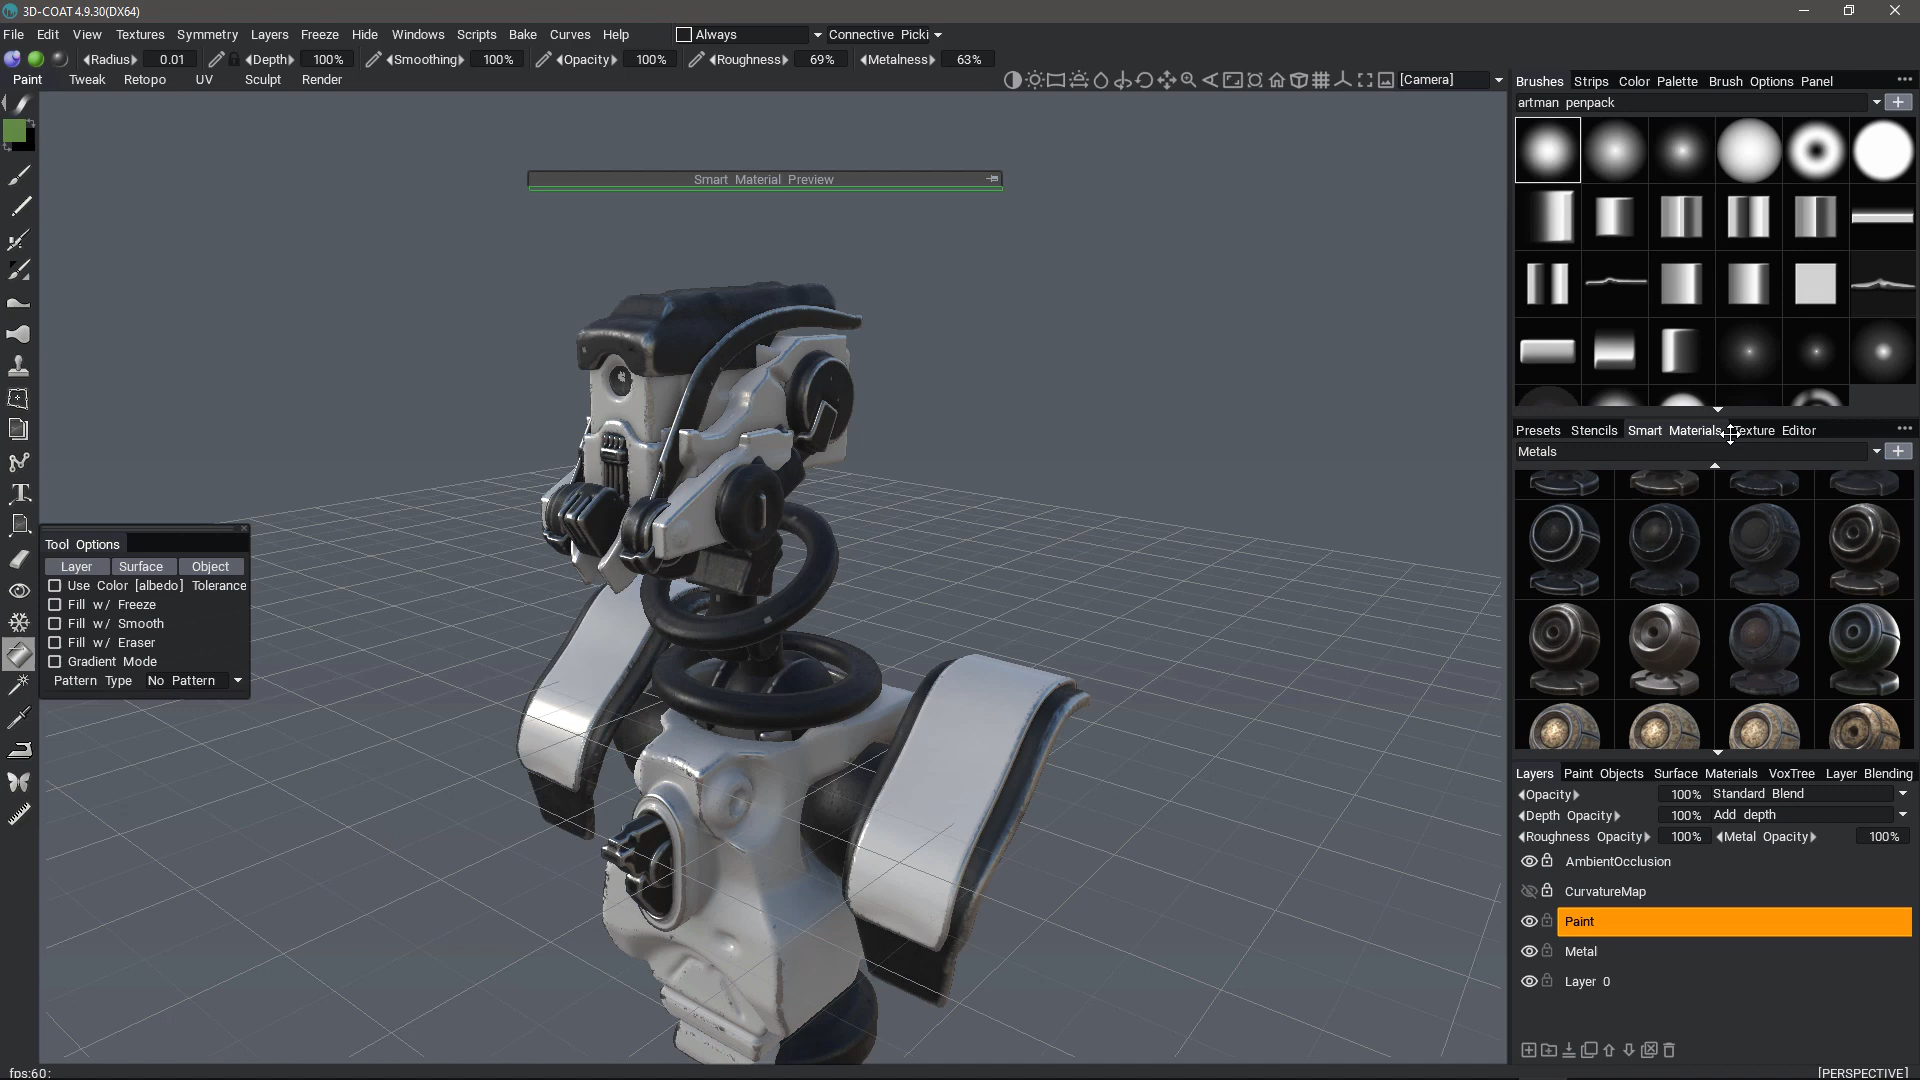 3D-COAT 4.9.30(DX64)
File Edit View Textures Symmetry Layers Freeze Hide Windows Scripts Bake Curves Help Always Connective Picki
Radius 0.01 Depth 100% Smoothing 100% Opacity 100% Roughness 69% Metalness 63%
Paint Tweak Retopo UV Sculpt Render [Camera]
Smart Material Preview
Tool Options
Layer Surface Object
Use Color [albedo] Tolerance
Fill w/ Freeze
Fill w/ Smooth
Fill w/ Eraser
Gradient Mode
Pattern Type No Pattern
Brushes Strips Color Palette Brush Options Panel
artman penpack
Presets Stencils Smart Materials Texture Editor
Metals
Layers Paint Objects Surface Materials VoxTree Layer Blending
Opacity 100% Standard Blend
Depth Opacity 100% Add depth
Roughness Opacity 100% Metal Opacity 100%
AmbientOcclusion
CurvatureMap
Paint
Metal
Layer 0
fps:60; [PERSPECTIVE]